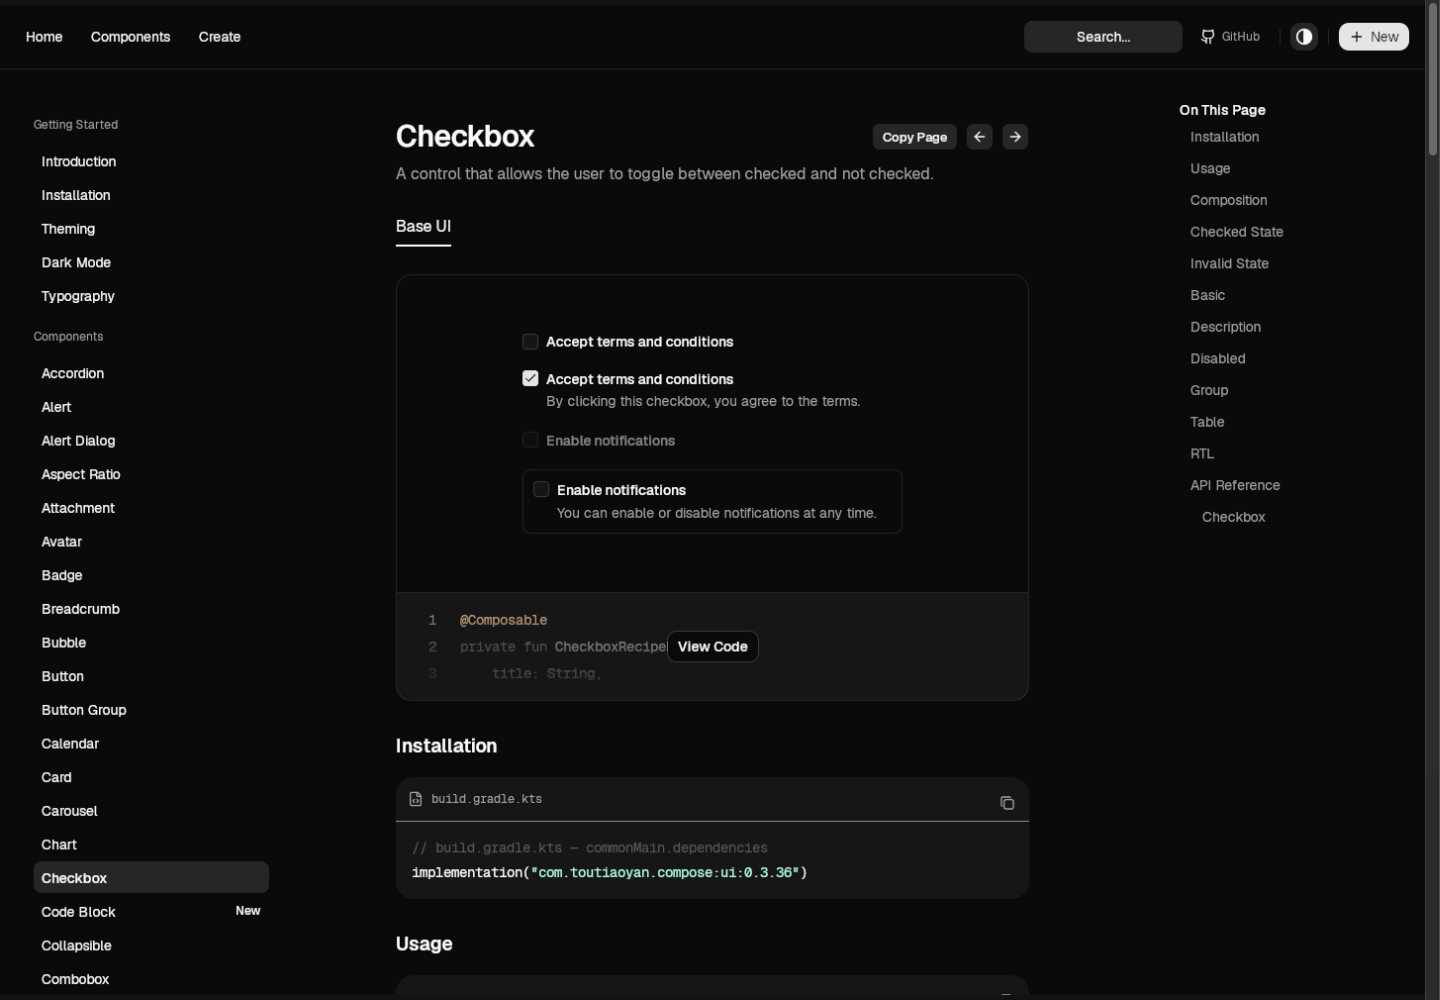 Home
Components
Create
Search...
GitHub
New
Getting Started
Introduction
Installation
Theming
Dark Mode
Typography
Components
Accordion
Alert
Alert Dialog
Aspect Ratio
Attachment
Avatar
Badge
Breadcrumb
Bubble
Button
Button Group
Calendar
Card
Carousel
Chart
Checkbox
Code Block New
Collapsible
Combobox
Checkbox
Copy Page
A control that allows the user to toggle between checked and not checked.
Base UI
Accept terms and conditions
Accept terms and conditions
By clicking this checkbox, you agree to the terms.
Enable notifications
Enable notifications
You can enable or disable notifications at any time.
1 @Composable
2 private fun CheckboxRecipe
View Code
3 title: String,
Installation
build.gradle.kts
// build.gradle.kts — commonMain.dependencies
implementation("com.toutiaoyan.compose:ui:0.3.36")
Usage
On This Page
Installation
Usage
Composition
Checked State
Invalid State
Basic
Description
Disabled
Group
Table
RTL
API Reference
Checkbox